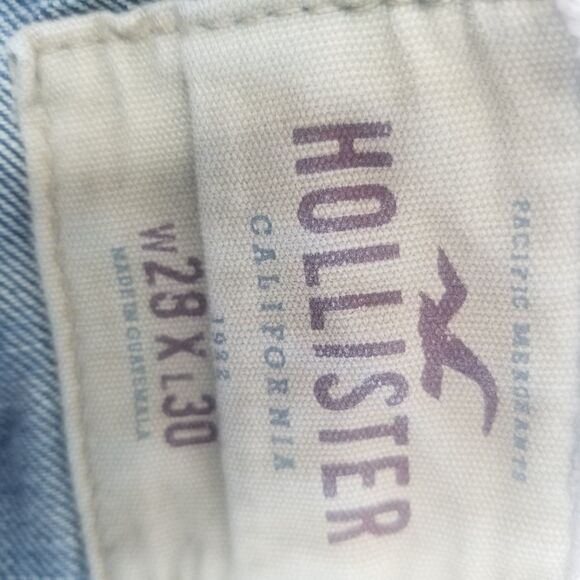 PACIFIC MERCHANTS
HOLLISTER
CALIFORNIA
1922
W28 X L30
MADE IN GUATEMALA